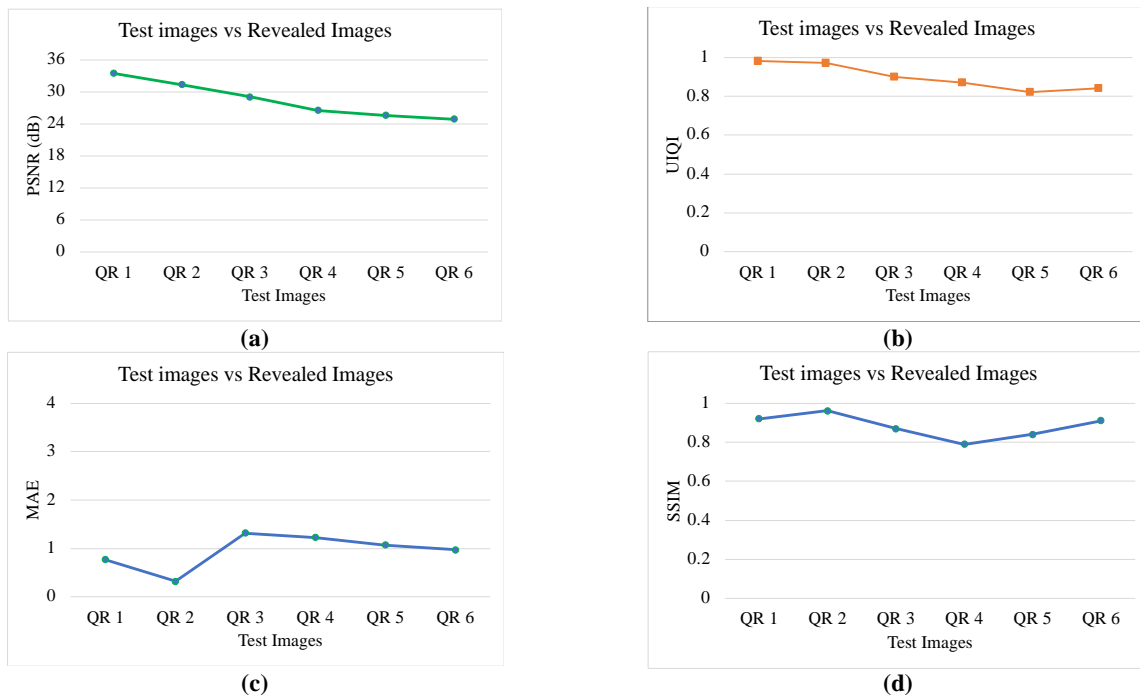 Test images vs Revealed Images
36
30
24
18
12
6
0
PSNR (dB)
QR 1 QR 2 QR 3 QR 4 QR 5 QR 6
Test Images
(a)
Test images vs Revealed Images
1
0.8
0.6
0.4
0.2
0
UIQI
QR 1 QR 2 QR 3 QR 4 QR 5 QR 6
Test Images
(b)
Test images vs Revealed Images
4
3
2
1
0
MAE
QR 1 QR 2 QR 3 QR 4 QR 5 QR 6
Test Images
(c)
Test images vs Revealed Images
1
0.8
0.6
0.4
0.2
0
SSIM
QR 1 QR 2 QR 3 QR 4 QR 5 QR 6
Test Images
(d)